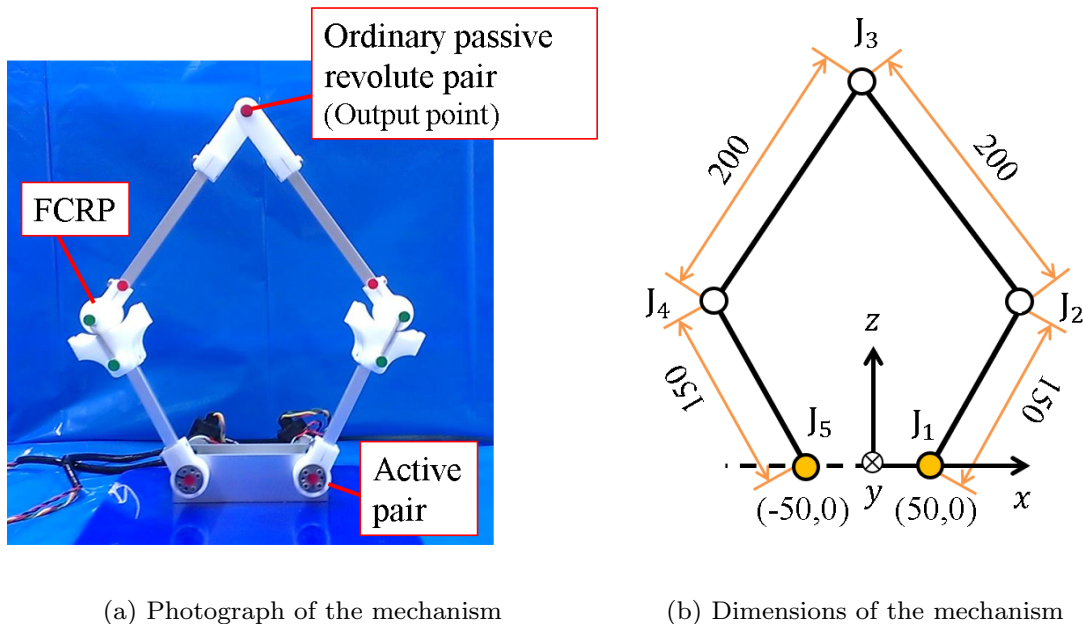 Ordinary passive
revolute pair
(Output point)
FCRP
Active
pair
J3
200
200
J4
J2
z
150
150
J5
J1
y
x
(-50,0)
(50,0)
(a) Photograph of the mechanism
(b) Dimensions of the mechanism